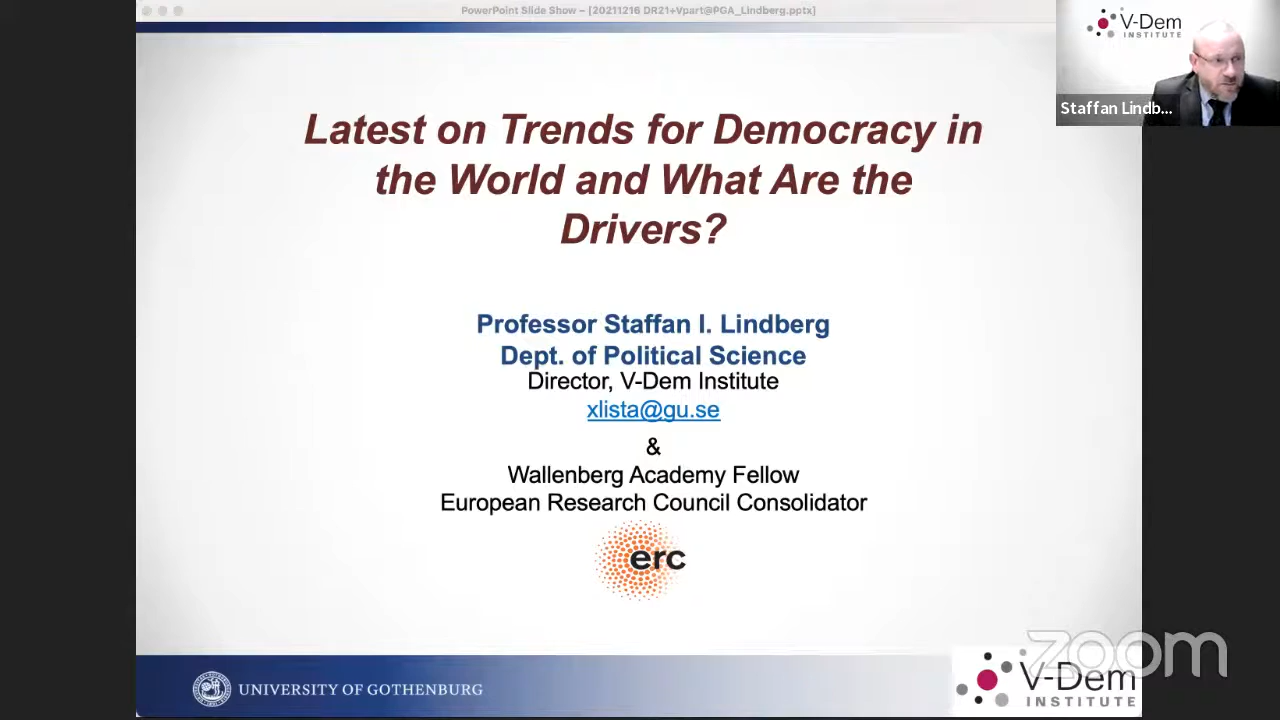 PowerPoint Slide Show – [20211216 DR21+Vpart@PGA_Lindberg.pptx]
V-Dem
INSTITUTE
Staffan Lindb...
Latest on Trends for Democracy in
the World and What Are the
Drivers?
Professor Staffan I. Lindberg
Dept. of Political Science
Director, V-Dem Institute
xlista@gu.se
&
Wallenberg Academy Fellow
European Research Council Consolidator
erc
UNIVERSITY OF GOTHENBURG
zoom
V-Dem
INSTITUTE